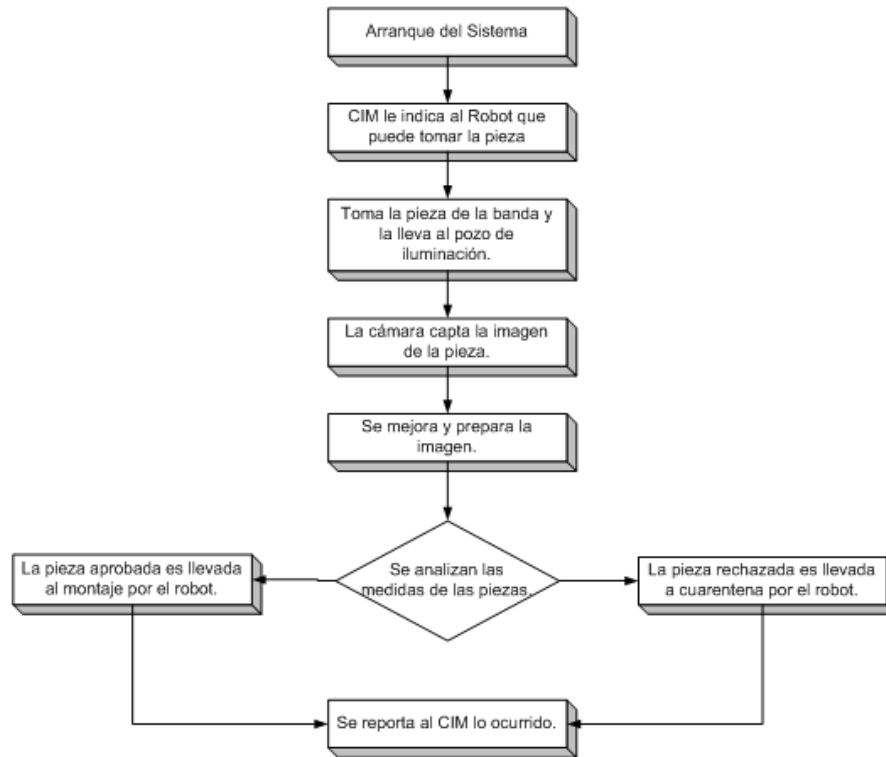 Arranque del Sistema
CIM le indica al Robot que
puede tomar la pieza
Toma la pieza de la banda y
la lleva al pozo de
iluminación.
La cámara capta la imagen
de la pieza.
Se mejora y prepara la
imagen.
Se analizan las
medidas de las piezas.
La pieza aprobada es llevada
al montaje por el robot.
La pieza rechazada es llevada
a cuarentena por el robot.
Se reporta al CIM lo ocurrido.